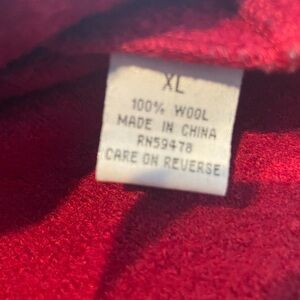 XL
100% WOOL
MADE IN CHINA
RN59478
CARE ON REVERSE